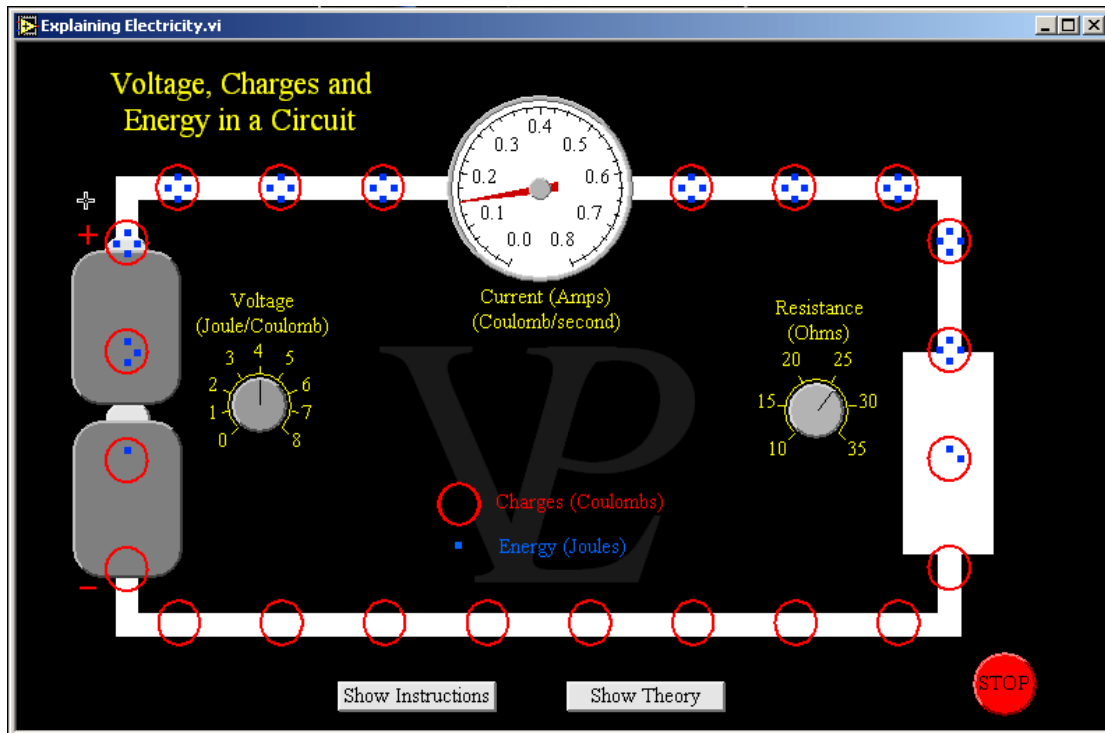 Explaining Electricity.vi
Voltage, Charges and
Energy in a Circuit
0.0 0.1 0.2 0.3 0.4 0.5 0.6 0.7 0.8
Current (Amps)
(Coulomb/second)
+
Voltage
(Joule/Coulomb)
0 1 2 3 4 5 6 7 8
Resistance
(Ohms)
10 15 20 25 30 35
VPL
Charges (Coulombs)
Energy (Joules)
−
Show Instructions
Show Theory
STOP